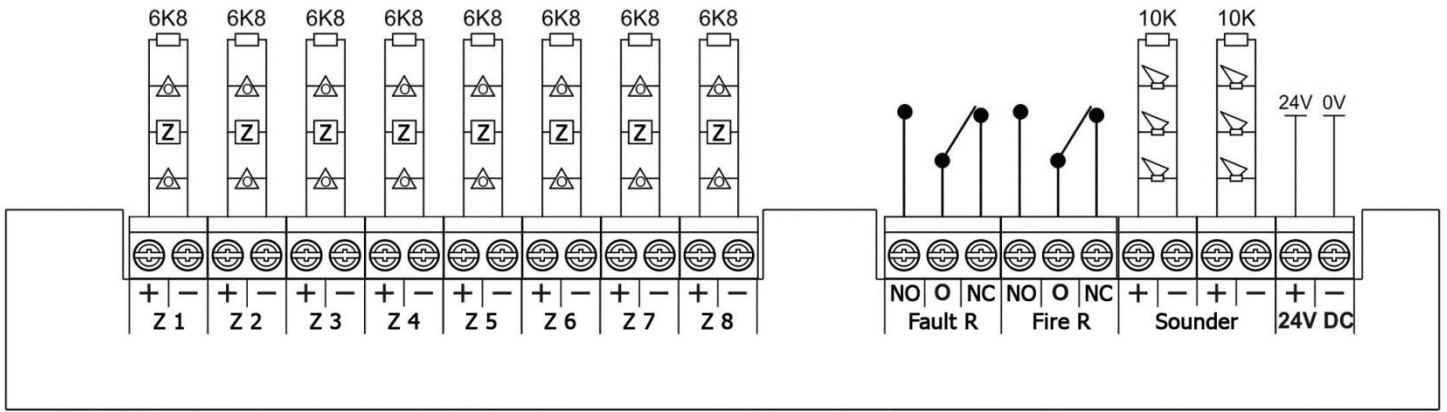 6K8 6K8 6K8 6K8 6K8 6K8 6K8 6K8 10K 10K
24V 0V
Z Z Z Z Z Z Z Z
+ − + − + − + − + − + − + − + − NO O NC NO O NC + − + − + −
Z 1 Z 2 Z 3 Z 4 Z 5 Z 6 Z 7 Z 8 Fault R Fire R Sounder 24V DC